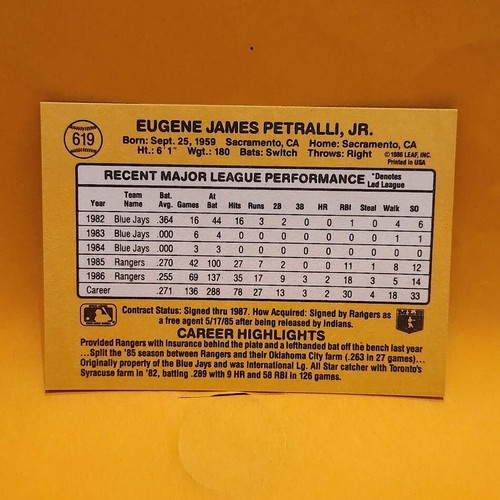 619
EUGENE JAMES PETRALLI, JR.
Born: Sept. 25, 1959 Sacramento, CA Home: Sacramento, CA
Ht.: 6'1" Wgt.: 180 Bats: Switch Throws: Right
© 1986 LEAF, INC.
Printed in USA
RECENT MAJOR LEAGUE PERFORMANCE *Denotes Led League
Year Team Name Bat. Avg. Games At Bat Hits Runs 2B 3B HR RBI Steal Walk SO
1982 Blue Jays .364 16 44 16 3 2 0 0 1 0 4 6
1983 Blue Jays .000 6 4 0 0 0 0 0 0 0 1 1
1984 Blue Jays .000 3 3 0 0 0 0 0 0 0 0 0
1985 Rangers .270 42 100 27 7 2 0 0 11 1 8 12
1986 Rangers .255 69 137 35 17 9 3 2 18 3 5 14
Career .271 136 288 78 27 13 3 2 30 4 18 33
Contract Status: Signed thru 1987. How Acquired: Signed by Rangers as
a free agent 5/17/85 after being released by Indians.
CAREER HIGHLIGHTS
Provided Rangers with insurance behind the plate and a lefthanded bat off the bench last year
...Split the '85 season between Rangers and their Oklahoma City farm (.263 in 27 games)...
Originally property of the Blue Jays and was International Lg. All Star catcher with Toronto's
Syracuse farm in '82, batting .289 with 9 HR and 58 RBI in 126 games.